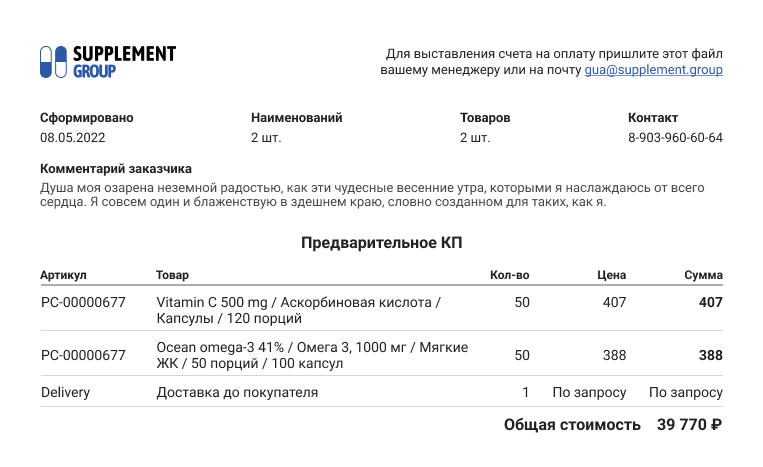 SUPPLEMENT
GROUP
Для выставления счета на оплату пришлите этот файл
вашему менеджеру или на почту gua@supplement.group
Сформировано Наименований Товаров Контакт
08.05.2022 2 шт. 2 шт. 8-903-960-60-64
Комментарий заказчика
Душа моя озарена неземной радостью, как эти чудесные весенние утра, которыми я наслаждаюсь от всего
сердца. Я совсем один и блаженствую в здешнем краю, словно созданном для таких, как я.
Предварительное КП
Артикул Товар Кол-во Цена Сумма
PC-00000677 Vitamin C 500 mg / Аскорбиновая кислота / 50 407 407
Капсулы / 120 порций
PC-00000677 Ocean omega-3 41% / Омега 3, 1000 мг / Мягкие 50 388 388
ЖК / 50 порций / 100 капсул
Delivery Доставка до покупателя 1 По запросу По запросу
Общая стоимость 39 770 ₽